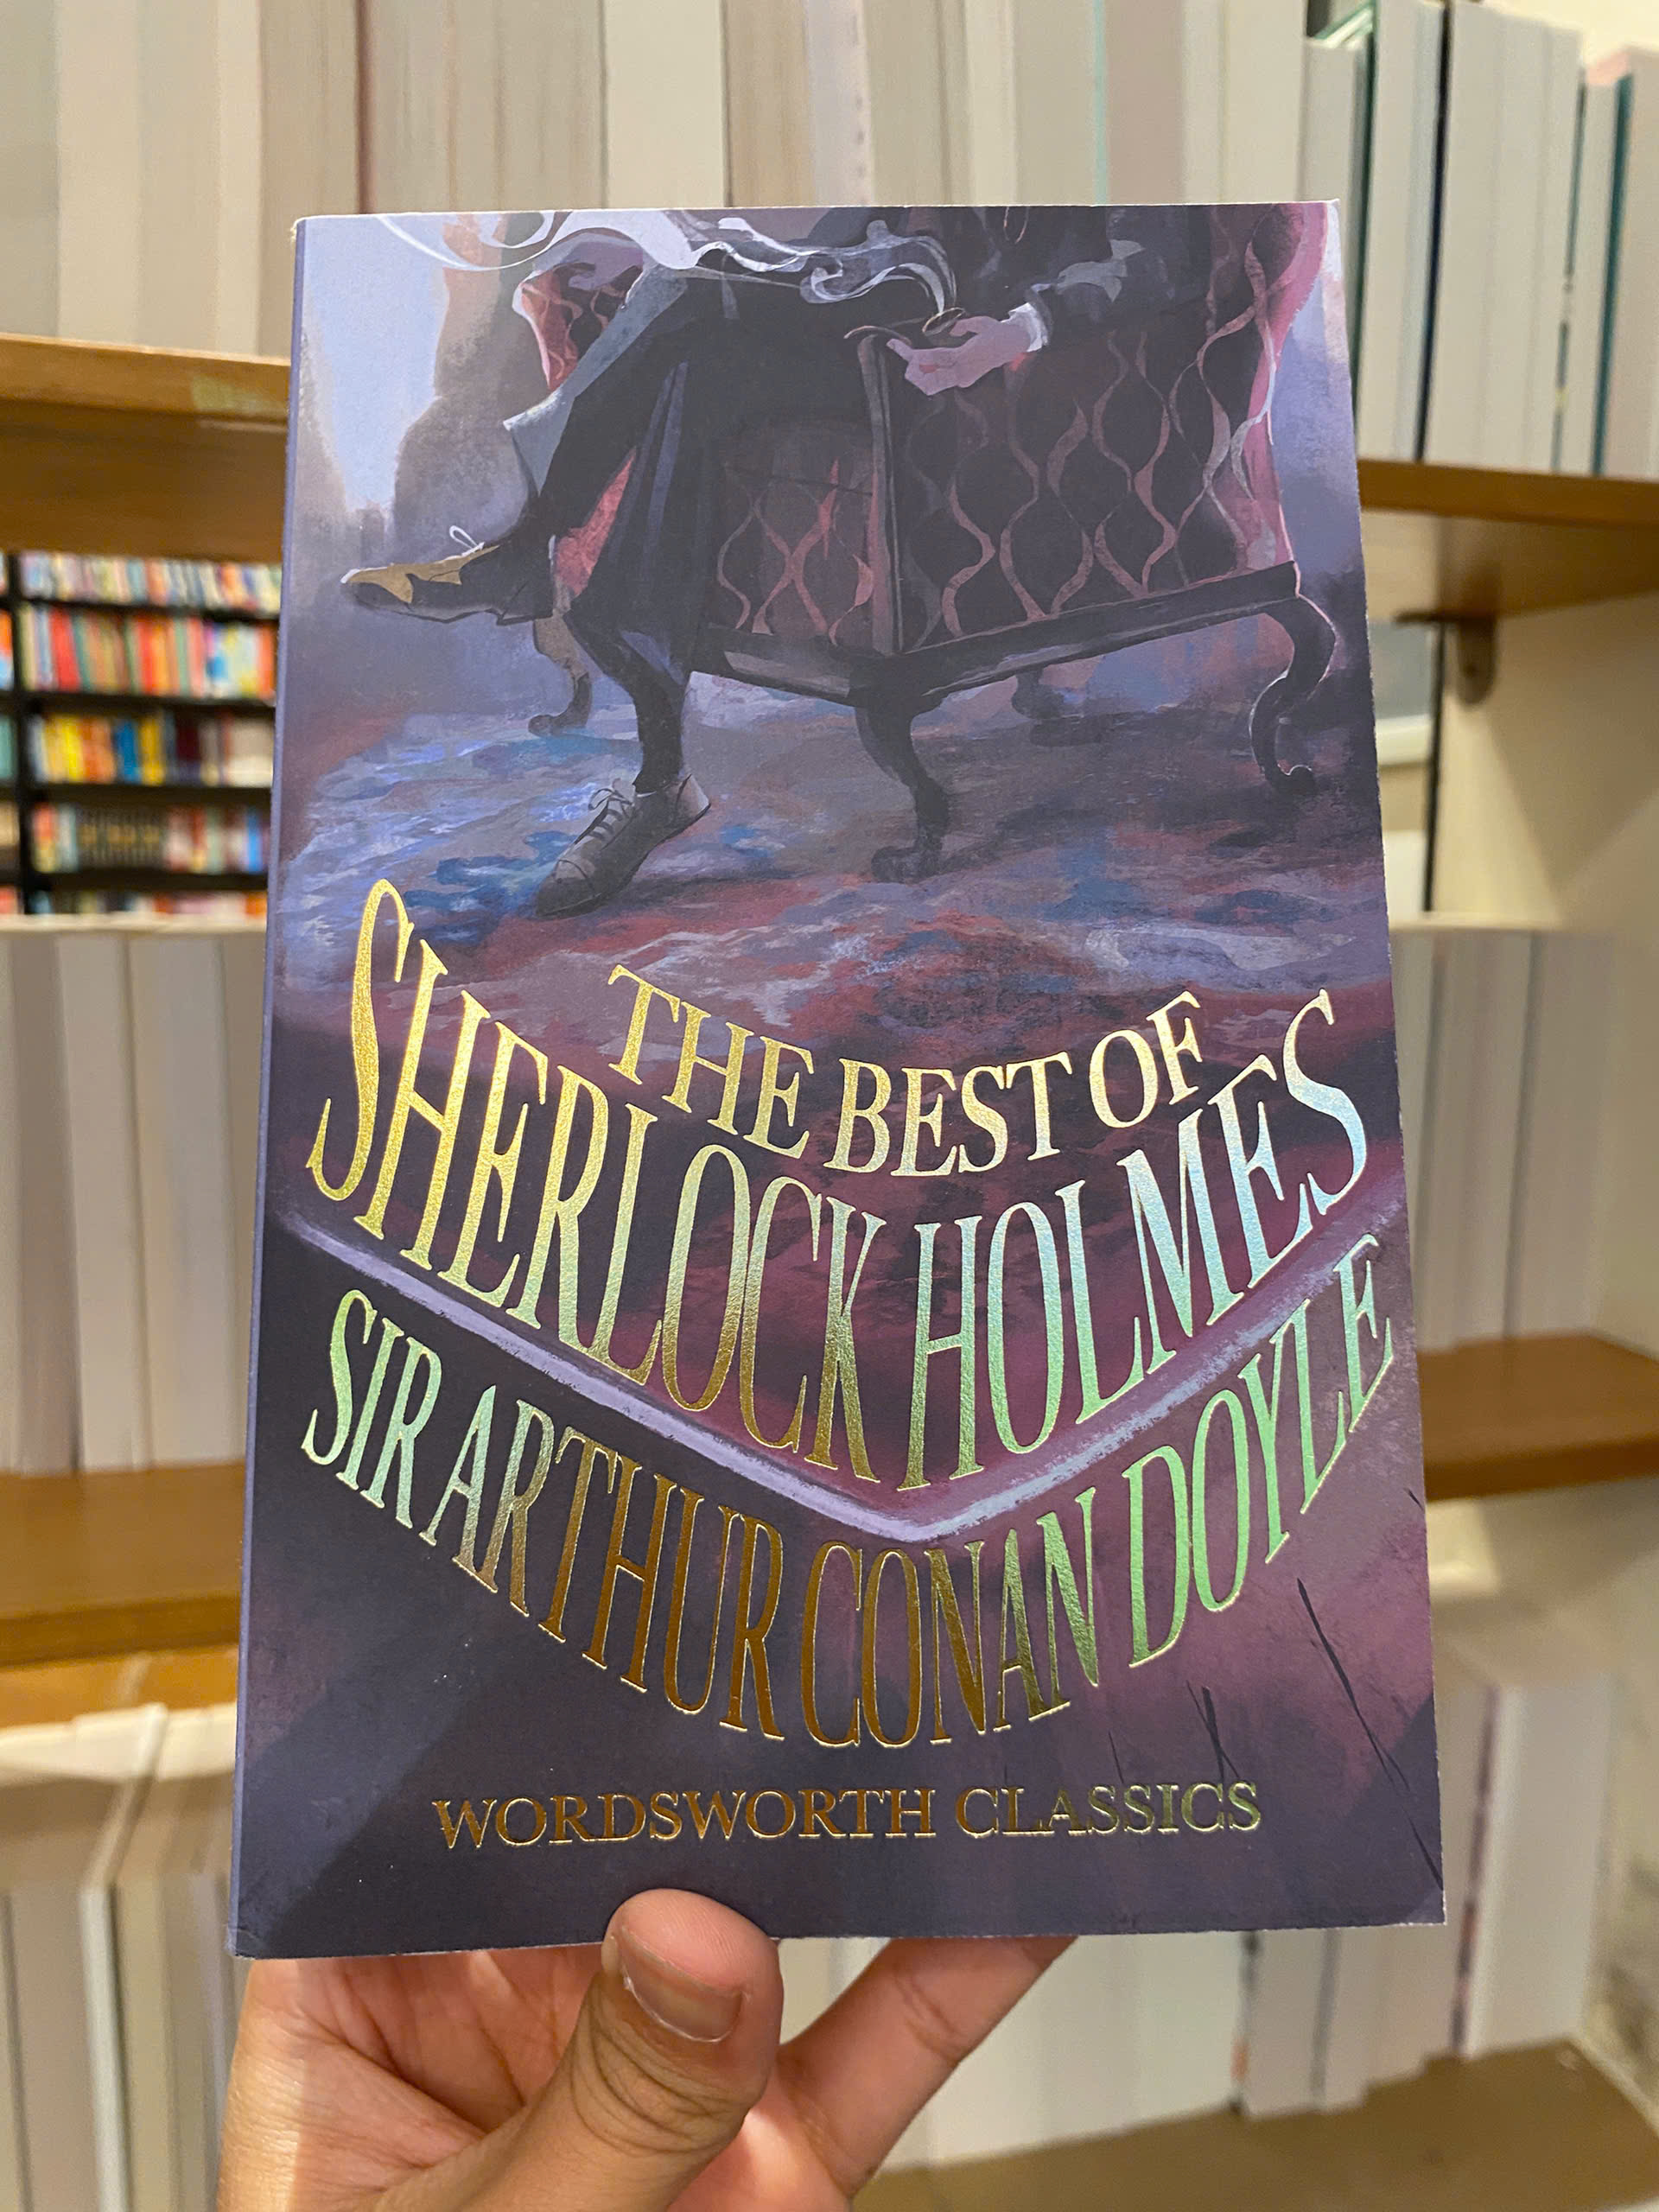 THE BEST OF
SHERLOCK HOLMES
SIR ARTHUR CONAN DOYLE
WORDSWORTH CLASSICS